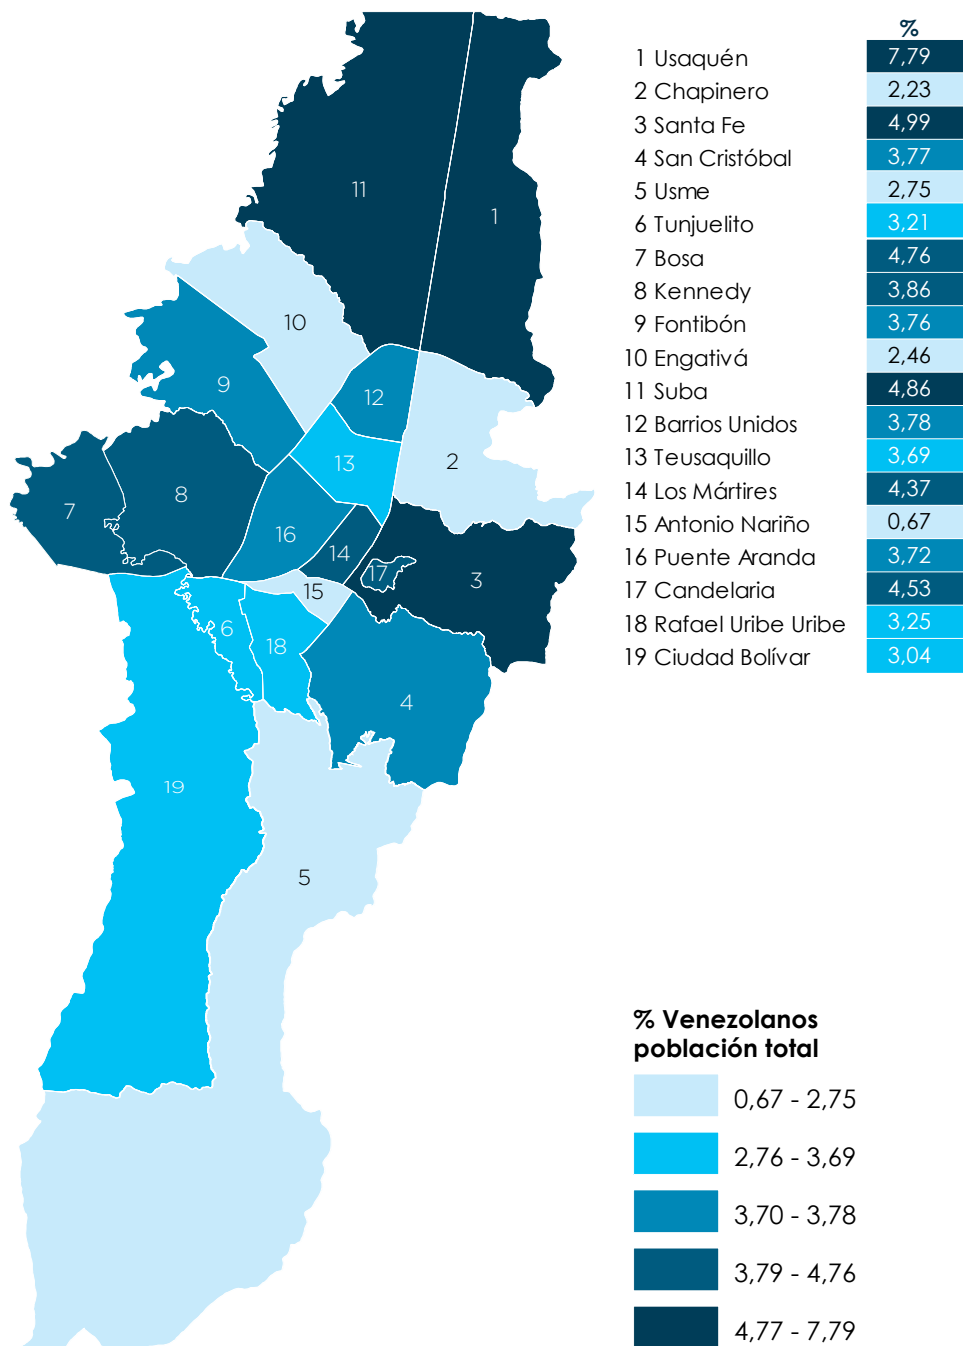 %
1 Usaquén 7,79
2 Chapinero 2,23
3 Santa Fe 4,99
4 San Cristóbal 3,77
5 Usme 2,75
6 Tunjuelito 3,21
7 Bosa 4,76
8 Kennedy 3,86
9 Fontibón 3,76
10 Engativá 2,46
11 Suba 4,86
12 Barrios Unidos 3,78
13 Teusaquillo 3,69
14 Los Mártires 4,37
15 Antonio Nariño 0,67
16 Puente Aranda 3,72
17 Candelaria 4,53
18 Rafael Uribe Uribe 3,25
19 Ciudad Bolívar 3,04
11
1
10
9
12
2
13
8
7
16
14
17
3
15
6
18
4
19
5
% Venezolanos
población total
0,67 - 2,75
2,76 - 3,69
3,70 - 3,78
3,79 - 4,76
4,77 - 7,79